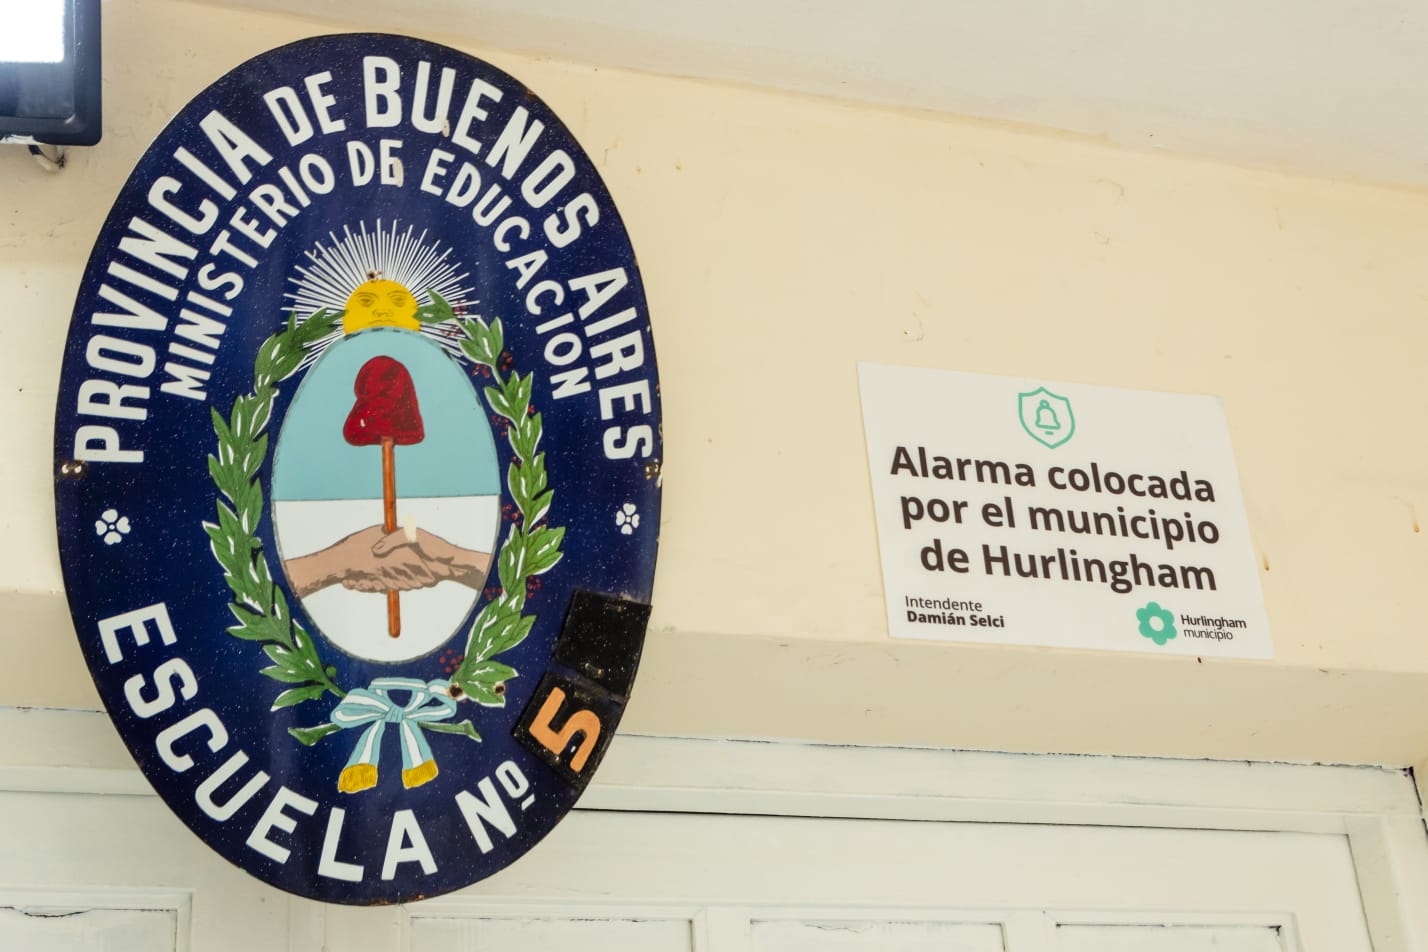 PROVINCIA DE BUENOS AIRES
MINISTERIO DE EDUCACION
ESCUELA Nº 5
Alarma colocada
por el municipio
de Hurlingham
Intendente
Damián Selci
Hurlingham
municipio